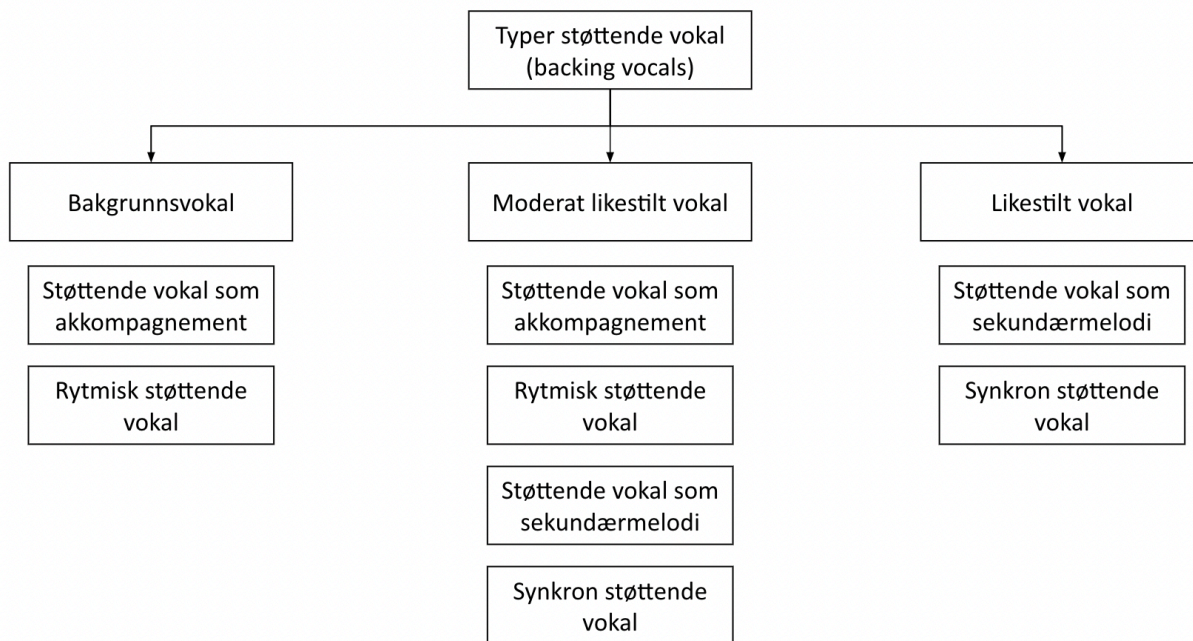 Typer støttende vokal
(backing vocals)
Bakgrunnsvokal
Moderat likestilt vokal
Likestilt vokal
Støttende vokal som
akkompagnement
Rytmisk støttende
vokal
Støttende vokal som
akkompagnement
Rytmisk støttende
vokal
Støttende vokal som
sekundærmelodi
Synkron støttende
vokal
Støttende vokal som
sekundærmelodi
Synkron støttende
vokal